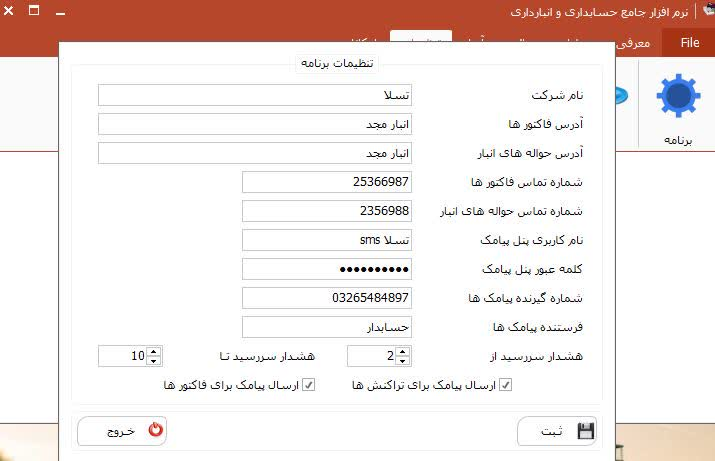 نرم افزار جامع حسابداری و انبارداری
File
معرفی
برنامه
تنظیمات برنامه
نام شرکت تسلا
آدرس فاکتور ها انبار مجد
آدرس حواله های انبار انبار مجد
شماره تماس فاکتور ها 25366987
شماره تماس حواله های انبار 2356988
نام کاربری پنل پیامک تسلا sms
کلمه عبور پنل پیامک ●●●●●●●●●●
شماره گیرنده پیامک ها 03265484897
فرستنده پیامک ها حسابدار
هشدار سررسید از 2 هشدار سررسید تا 10
ارسال پیامک برای تراکنش ها ارسال پیامک برای فاکتور ها
ثبت خروج